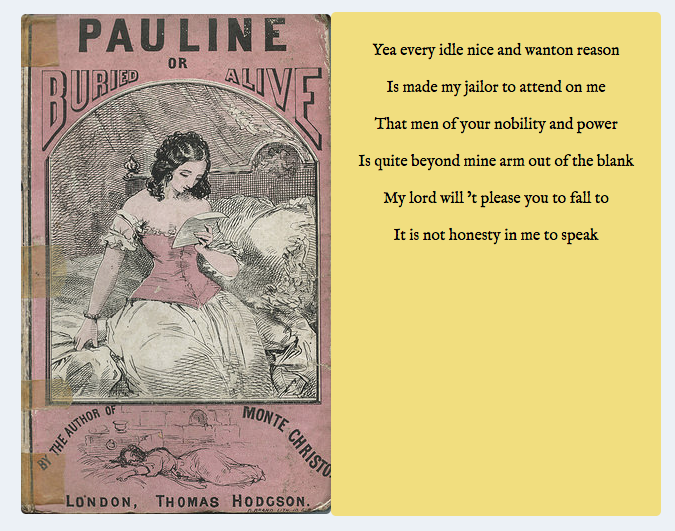 PAULINE
OR
BURIED ALIVE
BY THE AUTHOR OF MONTE CHRISTO.
LONDON, THOMAS HODGSON.
Yea every idle nice and wanton reason
Is made my jailor to attend on me
That men of your nobility and power
Is quite beyond mine arm out of the blank
My lord will 't please you to fall to
It is not honesty in me to speak